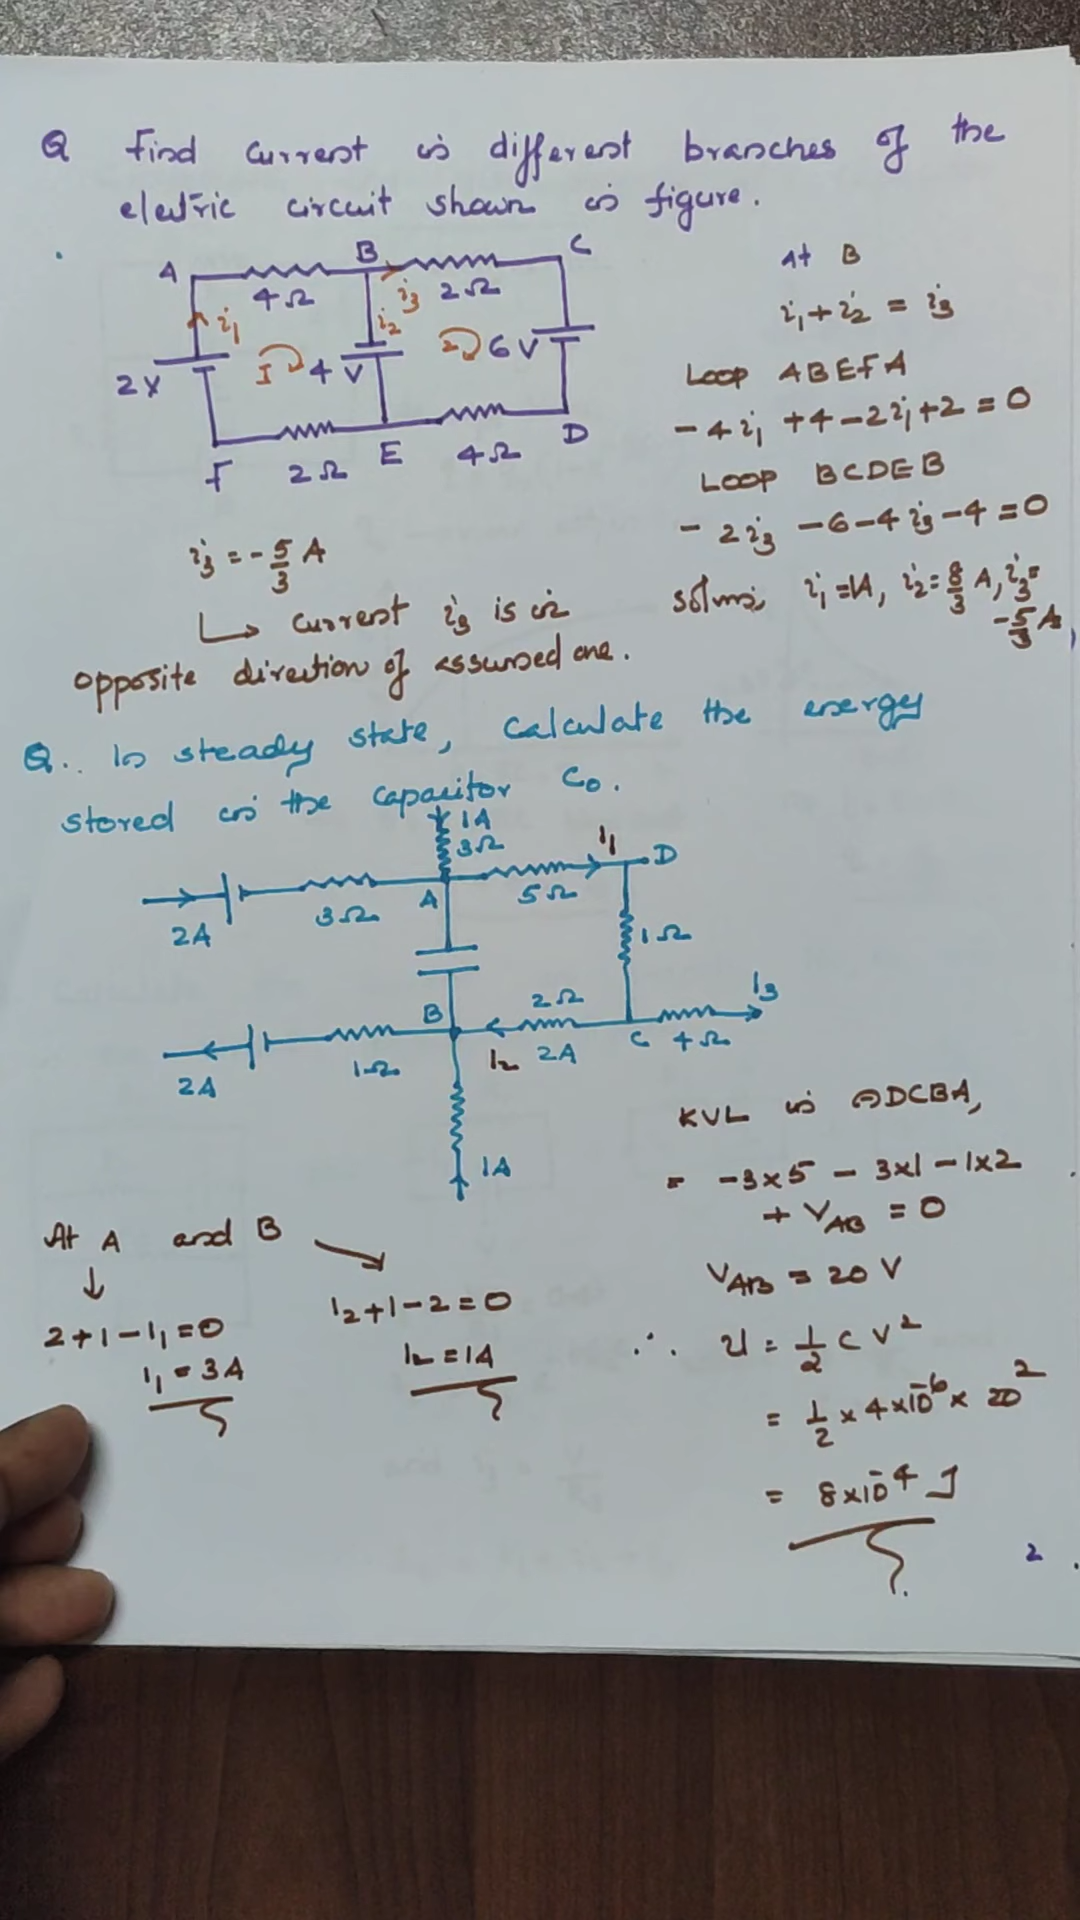 Q Find current in different branches of the
electric circuit shown in figure.
A 4Ω B 2Ω C
i₁ i₂ i₃
2V I 4V 2 6V
F 2Ω E 4Ω D
At B
i₁ + i₂ = i₃
Loop ABEFA
-4i₁ + 4 - 2i₁ + 2 = 0
Loop BCDEB
- 2i₃ - 6 - 4i₃ - 4 = 0
i₃ = - 5/3 A
↳ current i₃ is in
opposite direction of assumed one.
i₁ = 1A, i₂ = 8/3 A, i₃ =
-5/3 A
Q.. In steady state, calculate the energy
stored in the capacitor C₀.
1A
3Ω
I₁ D
2A 3Ω A 5Ω
1Ω
B 2Ω I₃
2A 1Ω I₂ 2A C 4Ω
1A
KVL in ADCBA,
= -3×5 - 3×1 - 1×2
+ V_AB = 0
V_AB = 20 V
∴ U = 1/2 C V²
= 1/2 × 4×10⁻⁶ × 20²
= 8×10⁻⁴ J
At A and B
2+1-I₁ = 0
I₁ = 3A
I₂+1-2 = 0
I₂ = 1A
2